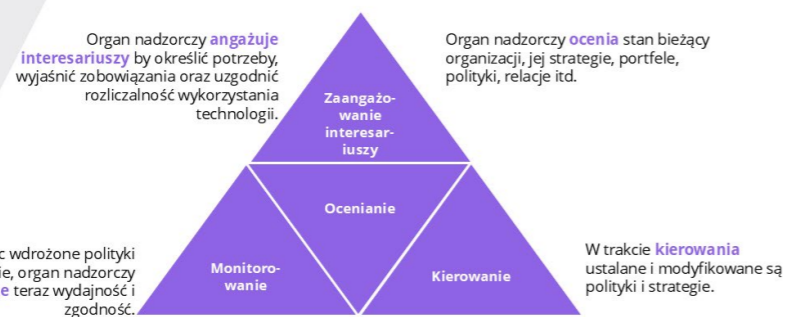 Organ nadzorczy angażuje
interesariuszy by określić potrzeby,
wyjaśnić zobowiązania oraz uzgodnić
rozliczalność wykorzystania
technologii.
Organ nadzorczy ocenia stan bieżący
organizacji, jej strategie, portfele,
polityki, relacje itd.
Zaangażo-
wanie
interesar-
iuszy
Ocenianie
Monitoro-
wanie
Kierowanie
wdrożone polityki
organ nadzorczy
teraz wydajność i
zgodność.
W trakcie kierowania
ustalane i modyfikowane są
polityki i strategie.